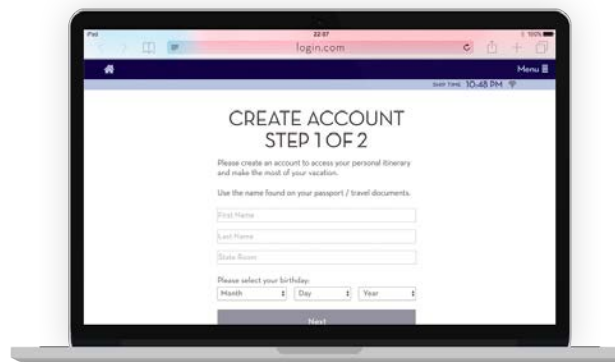 iPad 22:07 100%
login.com
Menu
SHIP TIME 10:48 PM
CREATE ACCOUNT
STEP 1 OF 2
Please create an account to access your personal itinerary
and make the most of your vacation.
Use the name found on your passport / travel documents.
First Name
Last Name
State Room
Please select your birthday:
Month Day Year
Next